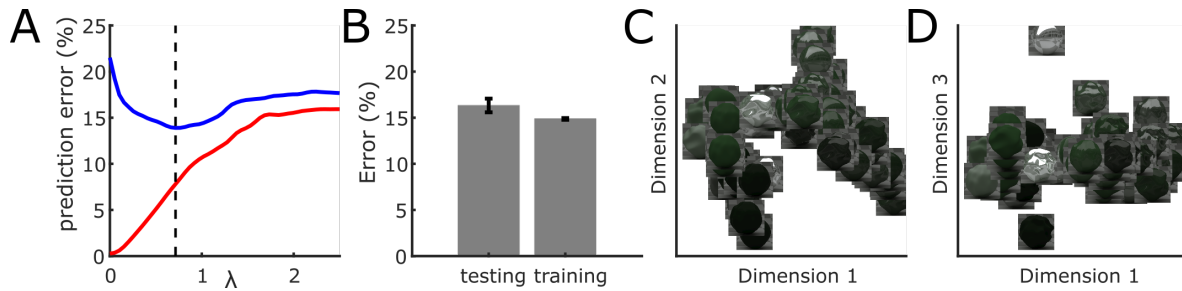 A
prediction error (%)
25
20
15
10
5
0
0
1
2
λ
B
Error (%)
25
20
15
10
5
0
testing training
C
Dimension 2
Dimension 1
D
Dimension 3
Dimension 1